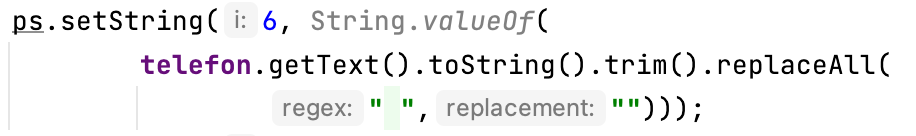 ps.setString( i: 6, String.valueOf(
telefon.getText().toString().trim().replaceAll(
regex: " ", replacement: "")));